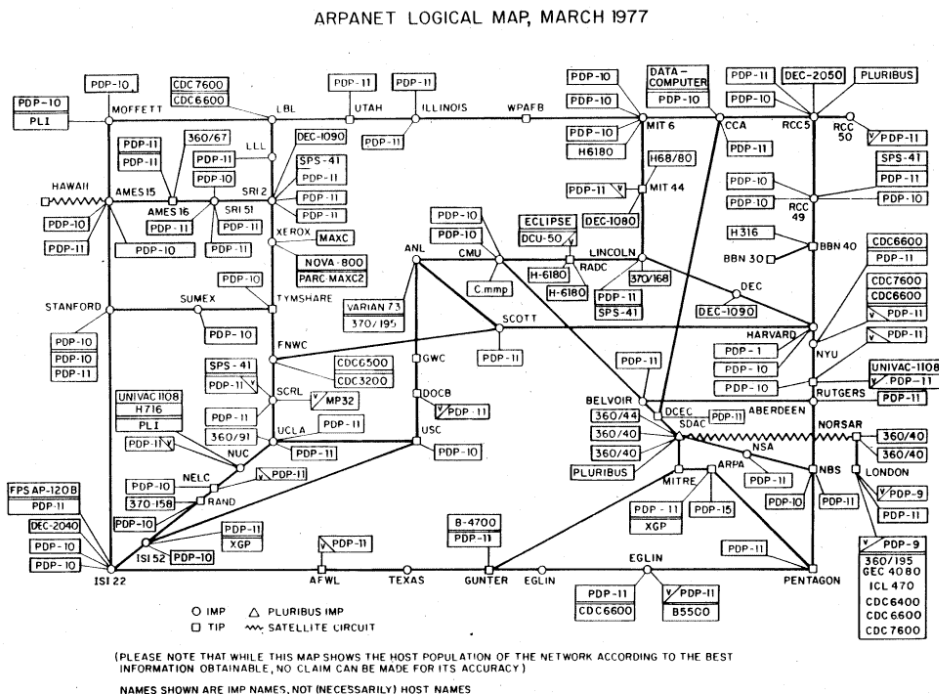 ARPANET LOGICAL MAP, MARCH 1977
PDP-10
CDC7600
CDC6600
PDP-11
PDP-11
PDP-10
DATA-
COMPUTER
PDP-10
PDP-11
DEC-2050
PLURIBUS
PDP-10
PLI
MOFFETT
LBL
UTAH
ILLINOIS
WPAFB
PDP-10
MIT 6
CCA
PDP-10
RCC 5
RCC
50
PDP-11
PDP-10
H6180
PDP-11
PDP-11
PDP-11
PDP-11
360/67
PDP-11
LLL
DEC-1090
H68/80
SPS-41
PDP-11
HAWAII
PDP-10
SRI 2
SPS-41
PDP-11
PDP-11
V
MIT 44
PDP-10
PDP-10
PDP-10
RCC
49
AMES15
AMES 16
PDP-11
SRI 51
PDP-11
PDP-11
PDP-11
DEC-1080
PDP-10
PDP-11
PDP-10
XEROX
MAXC
NOVA-800
PARC-MAXC2
PDP-10
PDP-10
CMU
ECLIPSE
DCU-50
V
LINCOLN
H316
BBN 40
BBN 30
CDC6600
PDP-11
ANL
C.mmp
H-6180
RADC
H-6180
370/168
PDP-11
SPS-41
DEC
DEC-1090
CDC7600
CDC6600
V PDP-11
PDP-11
STANFORD
SUMEX
PDP-10
TYMSHARE
VARIAN 73
370/195
SCOTT
HARVARD
PDP-10
PDP-10
PDP-11
PDP-10
FNWC
CDC6500
CDC3200
GWC
PDP-11
PDP-1
PDP-10
NYU
UNIVAC-1108
V PDP-11
PDP-11
SPS-41
PDP-11
V
SCRL
V MP32
DOCB
V PDP-11
PDP-11
BELVOIR
DCEC
PDP-11
ABERDEEN
RUTGERS
UNIVAC 1108
H716
PLI
PDP-11
V
PDP-11
360/91
UCLA
PDP-11
PDP-11
USC
PDP-10
360/44
360/40
360/40
PLURIBUS
SDAC
NORSAR
360/40
360/40
NUC
NELC
PDP-10
370-158
RAND
V
PDP-11
NSA
PDP-11
NBS
PDP-10
PDP-11
LONDON
V PDP-9
PDP-11
MITRE
ARPA
PDP-11
XGP
PDP-15
FPS AP-120B
PDP-11
DEC-2040
PDP-10
PDP-10
PDP-10
PDP-11
XGP
PDP-10
ISI 52
ISI 22
V PDP-11
AFWL
TEXAS
B-4700
PDP-11
GUNTER
EGLIN
EGLIN
PDP-11
CDC6600
V PDP-11
B5500
PDP-11
PENTAGON
V PDP-9
360/195
GEC 4080
ICL 470
CDC6400
CDC6600
CDC7600
○ IMP △ PLURIBUS IMP
□ TIP SATELLITE CIRCUIT
(PLEASE NOTE THAT WHILE THIS MAP SHOWS THE HOST POPULATION OF THE NETWORK ACCORDING TO THE BEST
INFORMATION OBTAINABLE, NO CLAIM CAN BE MADE FOR ITS ACCURACY)
NAMES SHOWN ARE IMP NAMES, NOT (NECESSARILY) HOST NAMES